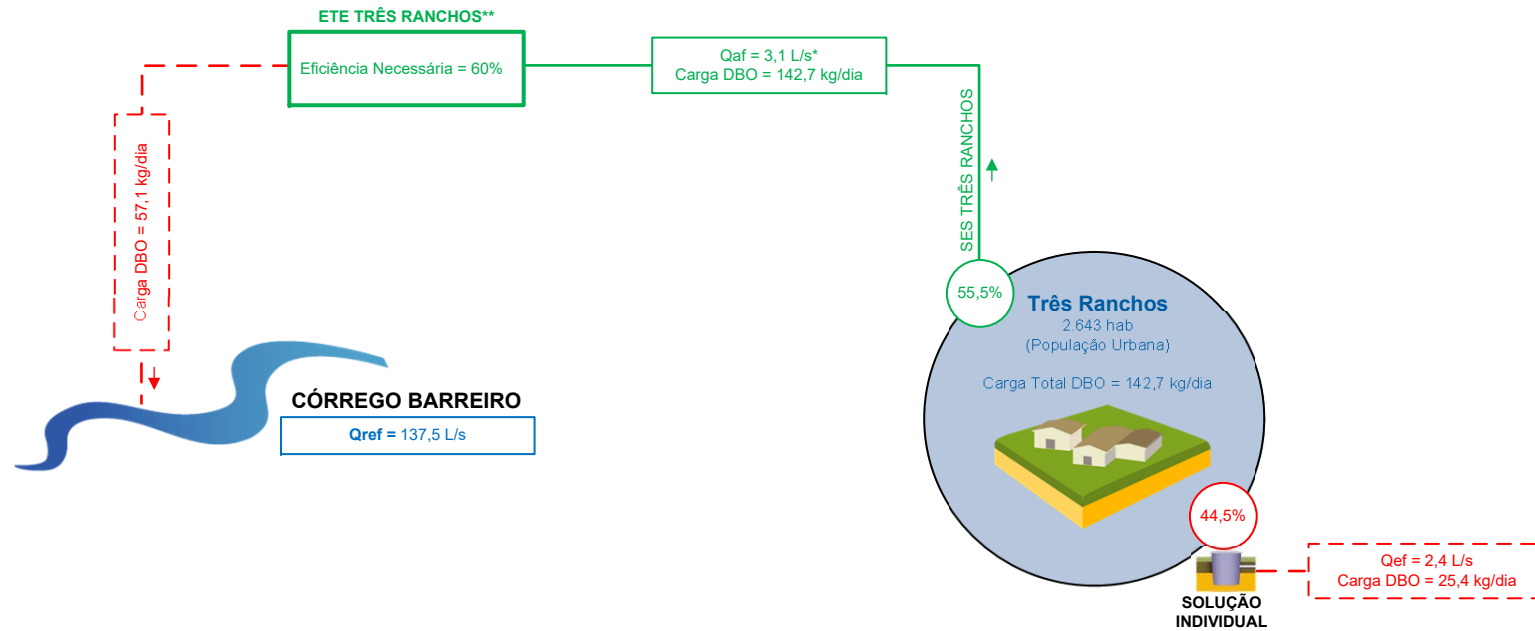 ETE TRÊS RANCHOS**
Eficiência Necessária = 60%
Qaf = 3,1 L/s*
Carga DBO = 142,7 kg/dia
SES TRÊS RANCHOS
Carga DBO = 57,1 kg/dia
CÓRREGO BARREIRO
Qref = 137,5 L/s
55,5%
Três Ranchos
2.643 hab
(População Urbana)
Carga Total DBO = 142,7 kg/dia
44,5%
SOLUÇÃO
INDIVIDUAL
Qef = 2,4 L/s
Carga DBO = 25,4 kg/dia